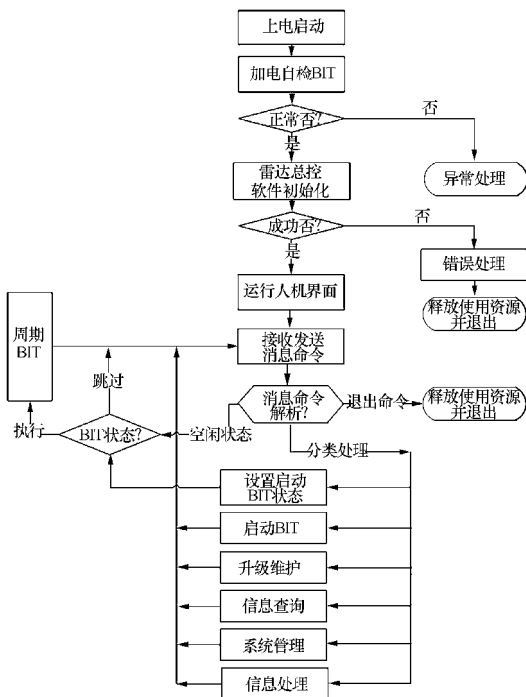 上电启动
加电自检BIT
正常否?
否
是
雷达总控
软件初始化
异常处理
成功否?
否
是
错误处理
运行人机界面
释放使用资源
并退出
周期
BIT
接收发送
消息命令
跳过
消息命令
解析?
退出命令
释放使用资源
并退出
执行
BIT状态?
空闲状态
分类处理
设置启动
BIT状态
启动BIT
升级维护
信息查询
系统管理
信息处理